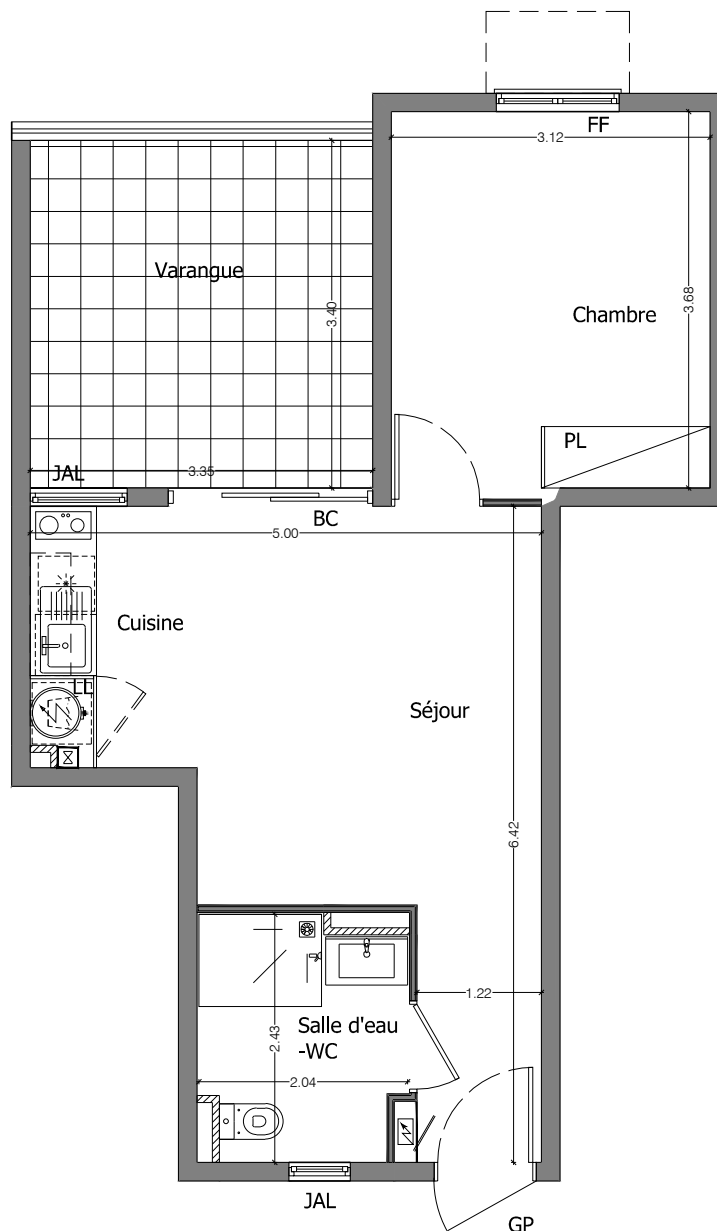 FF
3.12
Varangue
3.40
3.68
Chambre
PL
JAL
3.35
BC
5.00
Cuisine
LL
Séjour
6.42
1.22
Salle d'eau
-WC
2.43
2.04
JAL
GP